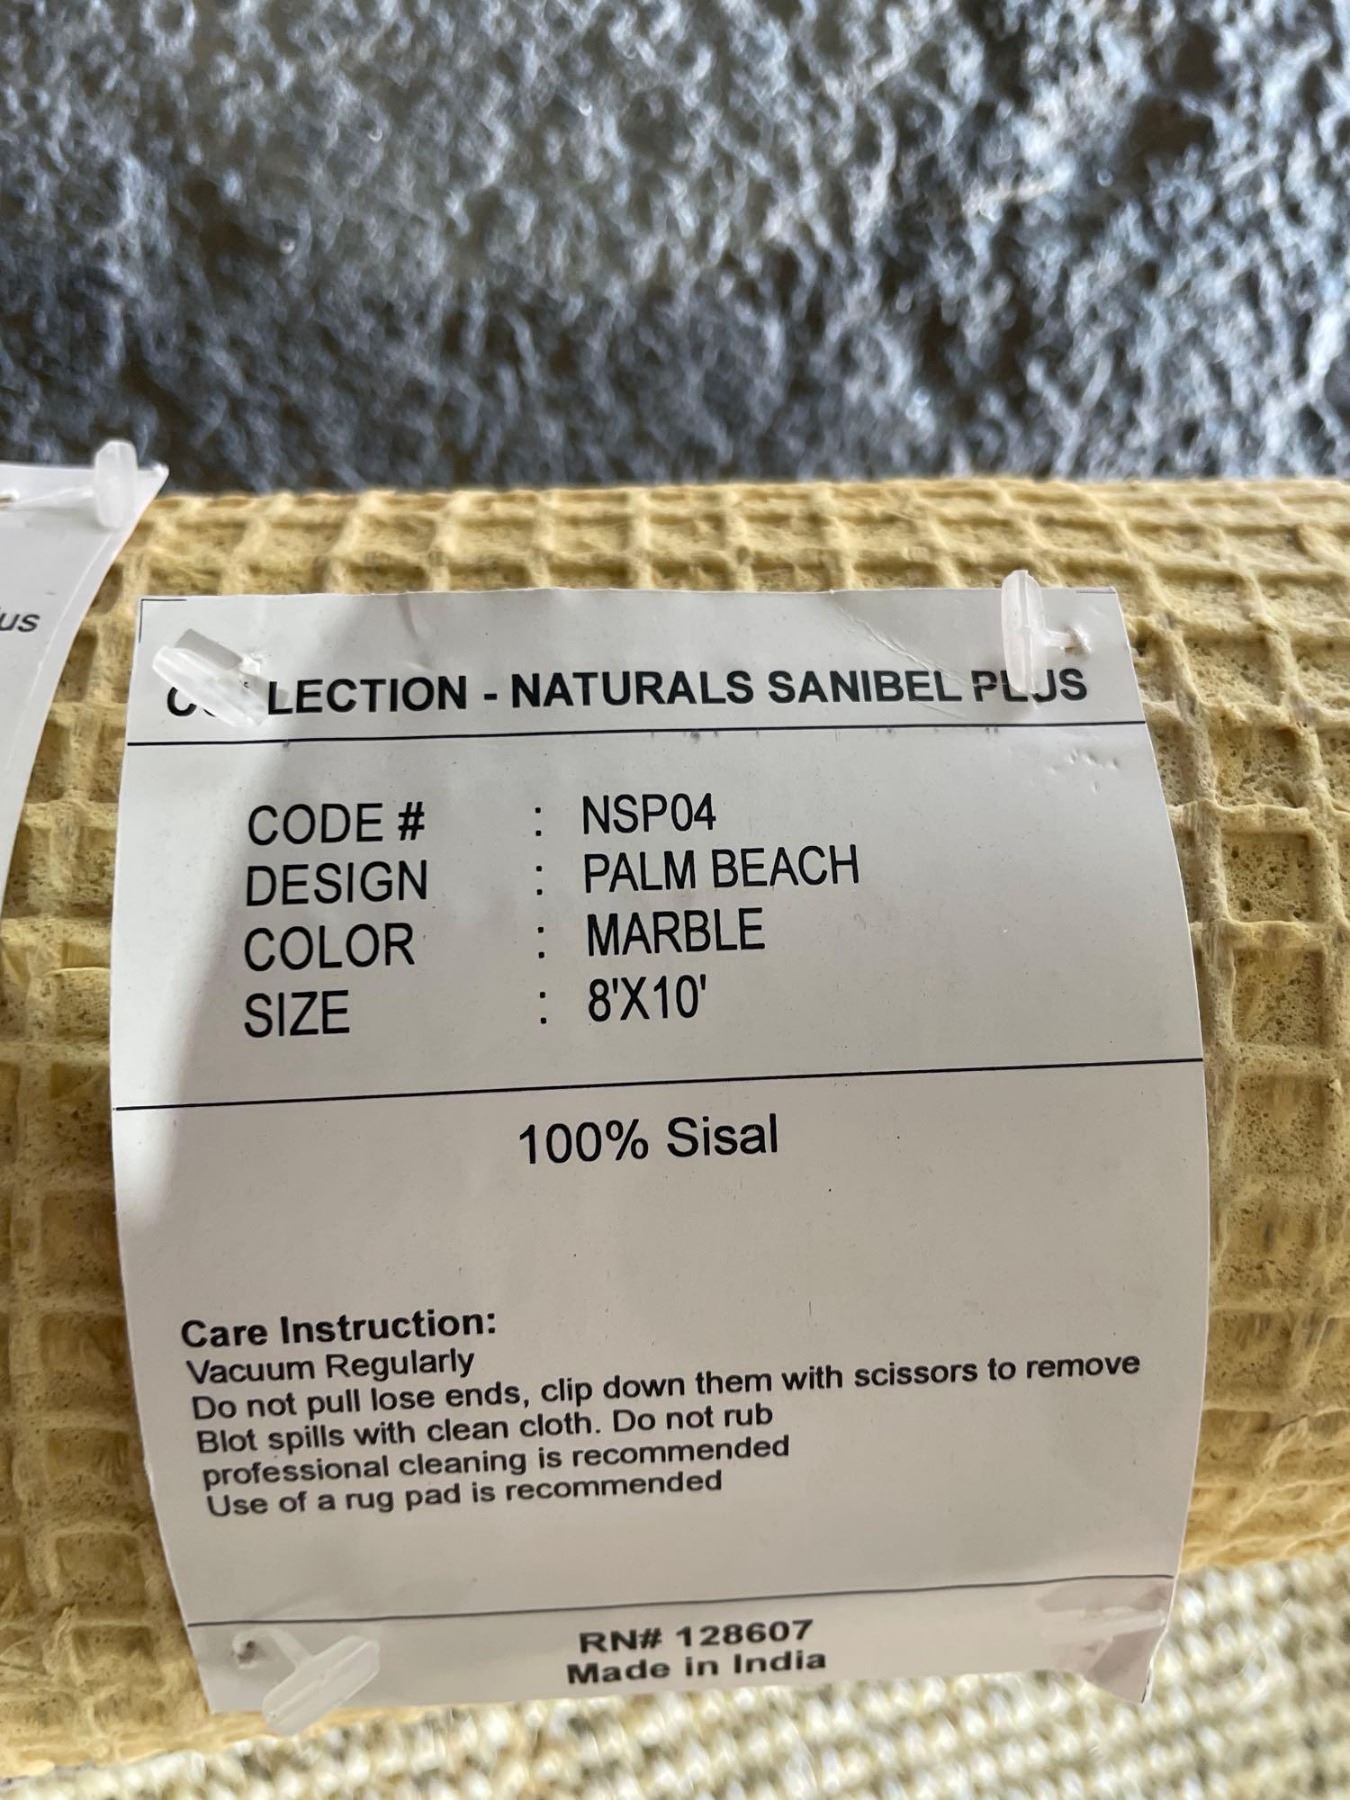 us
COLLECTION - NATURALS SANIBEL PLUS
CODE # : NSP04
DESIGN : PALM BEACH
COLOR : MARBLE
SIZE : 8'X10'
100% Sisal
Care Instruction:
Vacuum Regularly
Do not pull lose ends, clip down them with scissors to remove
Blot spills with clean cloth. Do not rub
professional cleaning is recommended
Use of a rug pad is recommended
RN# 128607
Made in India